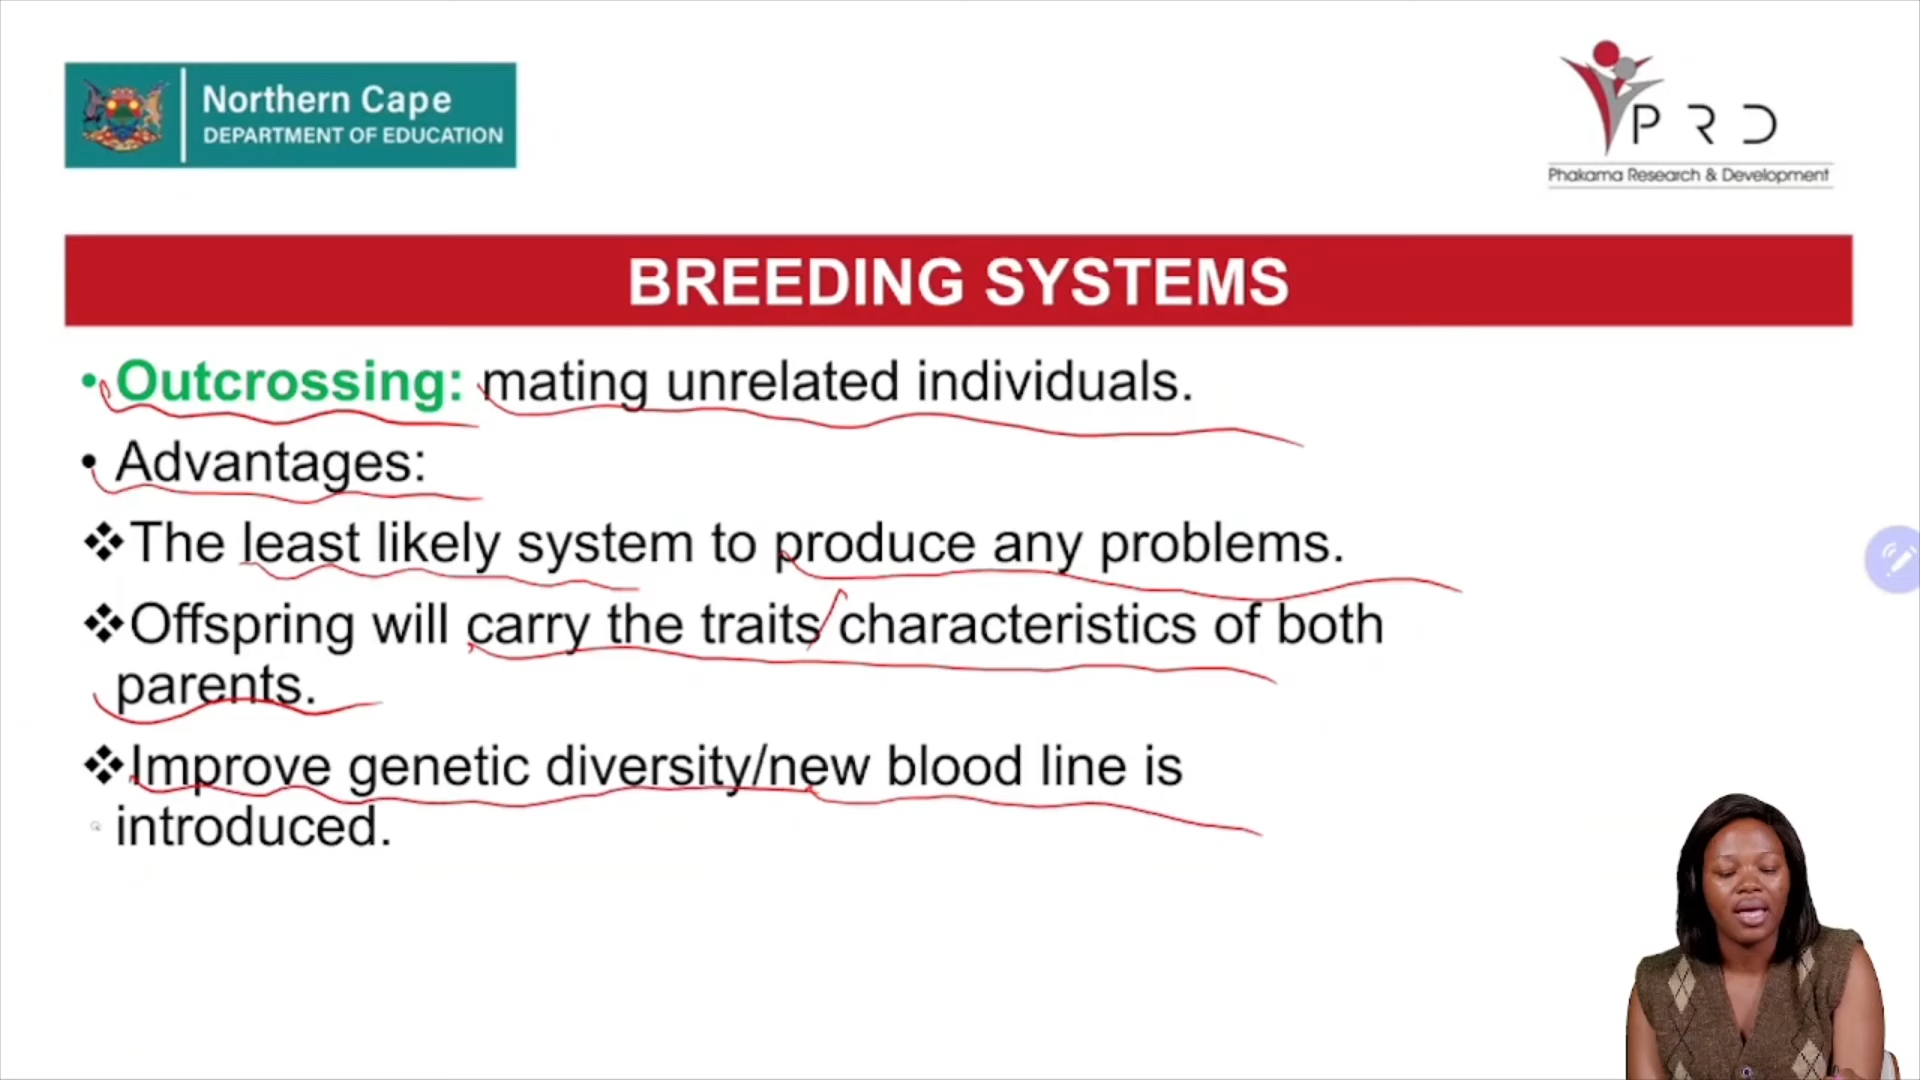 Northern Cape
DEPARTMENT OF EDUCATION
PRD
Phakama Research & Development
BREEDING SYSTEMS
• Outcrossing: mating unrelated individuals.
• Advantages:
❖The least likely system to produce any problems.
❖Offspring will carry the traits/characteristics of both
parents.
❖Improve genetic diversity/new blood line is
introduced.